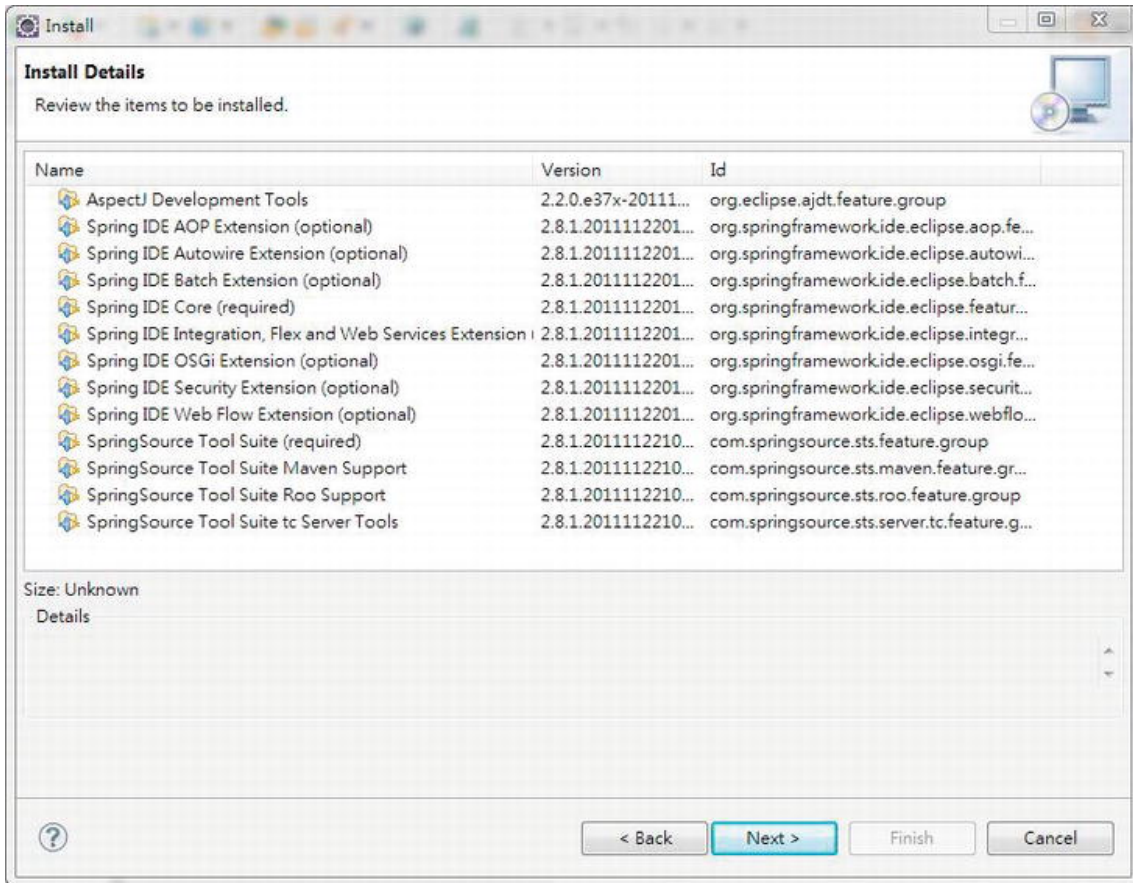 Install
Install Details
Review the items to be installed.
Name Version Id
AspectJ Development Tools 2.2.0.e37x-20111... org.eclipse.ajdt.feature.group
Spring IDE AOP Extension (optional) 2.8.1.2011112201... org.springframework.ide.eclipse.aop.fe...
Spring IDE Autowire Extension (optional) 2.8.1.2011112201... org.springframework.ide.eclipse.autowi...
Spring IDE Batch Extension (optional) 2.8.1.2011112201... org.springframework.ide.eclipse.batch.f...
Spring IDE Core (required) 2.8.1.2011112201... org.springframework.ide.eclipse.featur...
Spring IDE Integration, Flex and Web Services Extension ( 2.8.1.2011112201... org.springframework.ide.eclipse.integr...
Spring IDE OSGi Extension (optional) 2.8.1.2011112201... org.springframework.ide.eclipse.osgi.fe...
Spring IDE Security Extension (optional) 2.8.1.2011112201... org.springframework.ide.eclipse.securit...
Spring IDE Web Flow Extension (optional) 2.8.1.2011112201... org.springframework.ide.eclipse.webflo...
SpringSource Tool Suite (required) 2.8.1.2011112210... com.springsource.sts.feature.group
SpringSource Tool Suite Maven Support 2.8.1.2011112210... com.springsource.sts.maven.feature.gr...
SpringSource Tool Suite Roo Support 2.8.1.2011112210... com.springsource.sts.roo.feature.group
SpringSource Tool Suite tc Server Tools 2.8.1.2011112210... com.springsource.sts.server.tc.feature.g...
Size: Unknown
Details
< Back Next > Finish Cancel